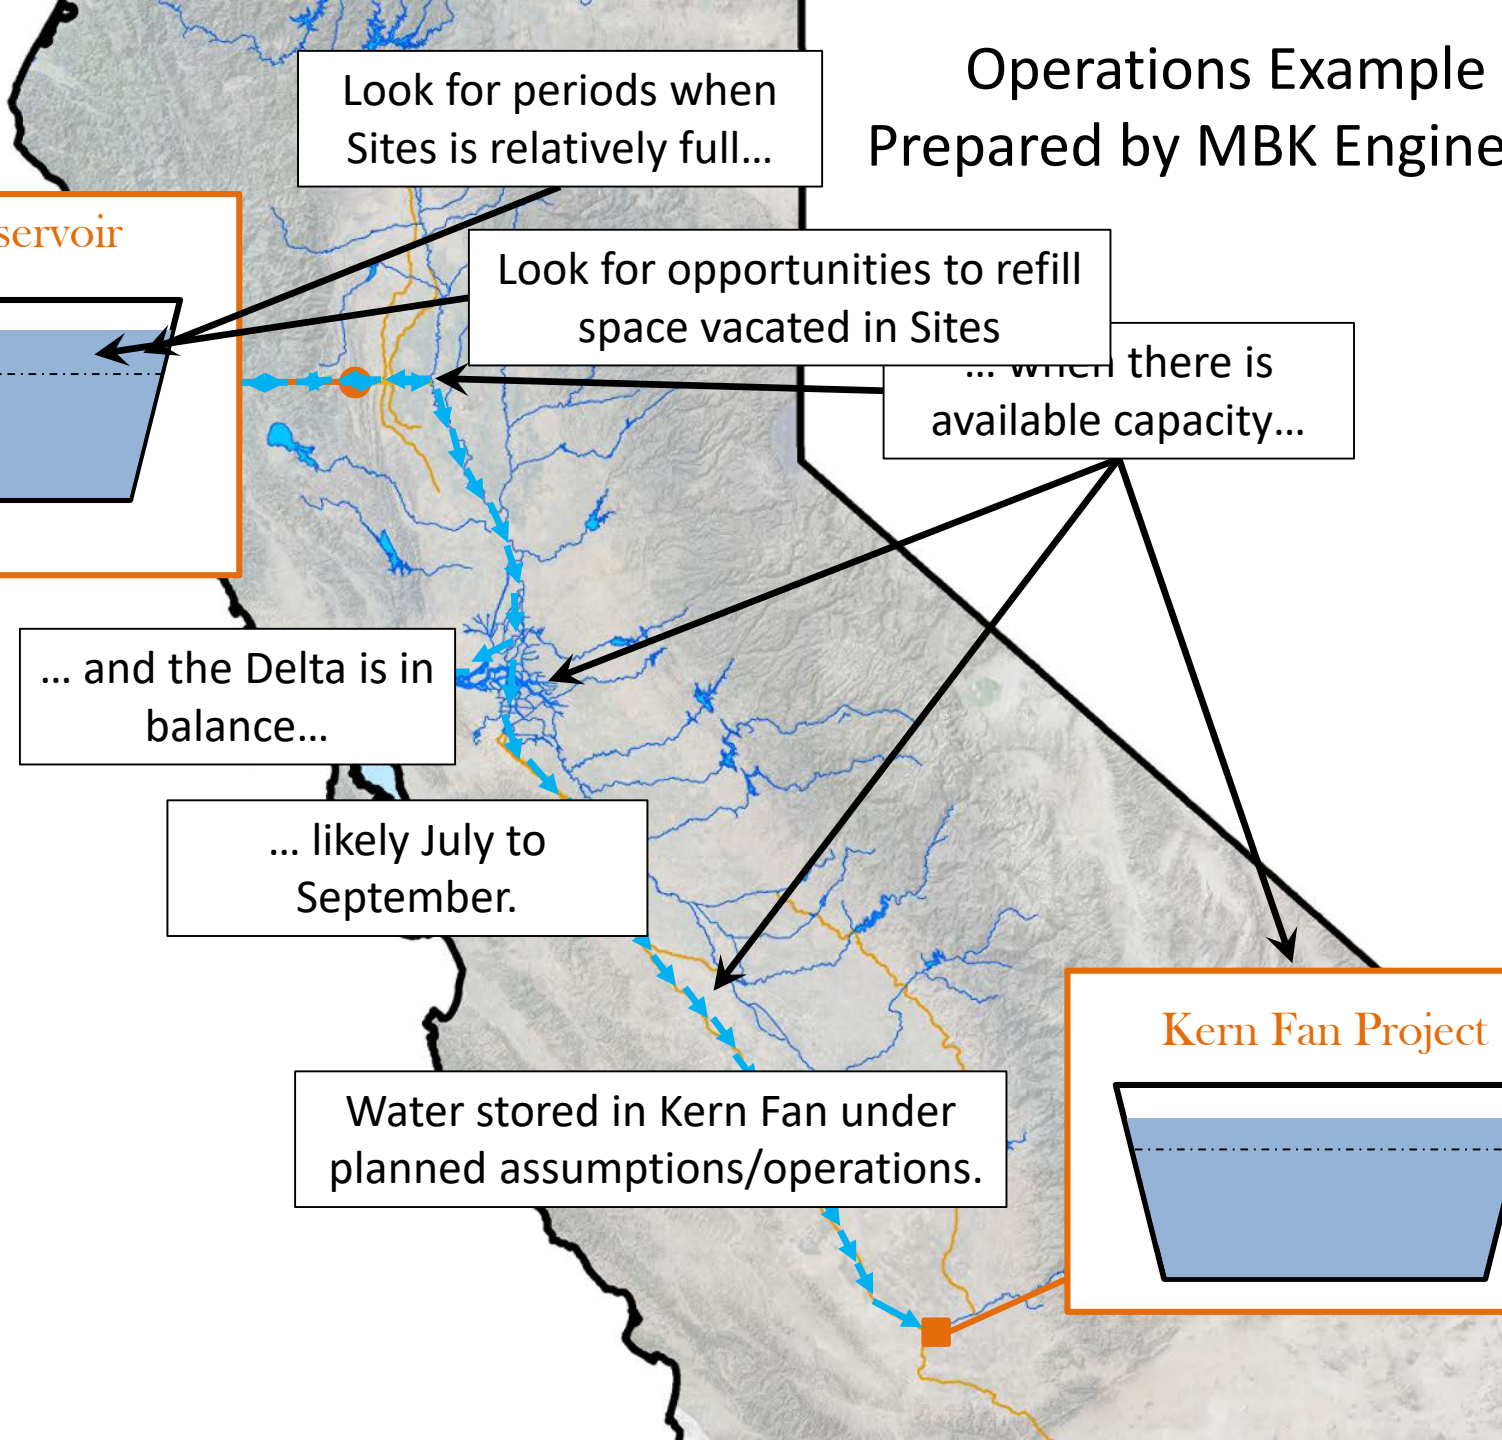 Operations Example
Prepared by MBK
Look for periods when
Sites is relatively full...
Look for opportunities to refill
space vacated in Sites
... when there is
available capacity...
... and the Delta is in
balance...
... likely July to
September.
Kern Fan Project
Water stored in Kern Fan under
planned assumptions/operations.